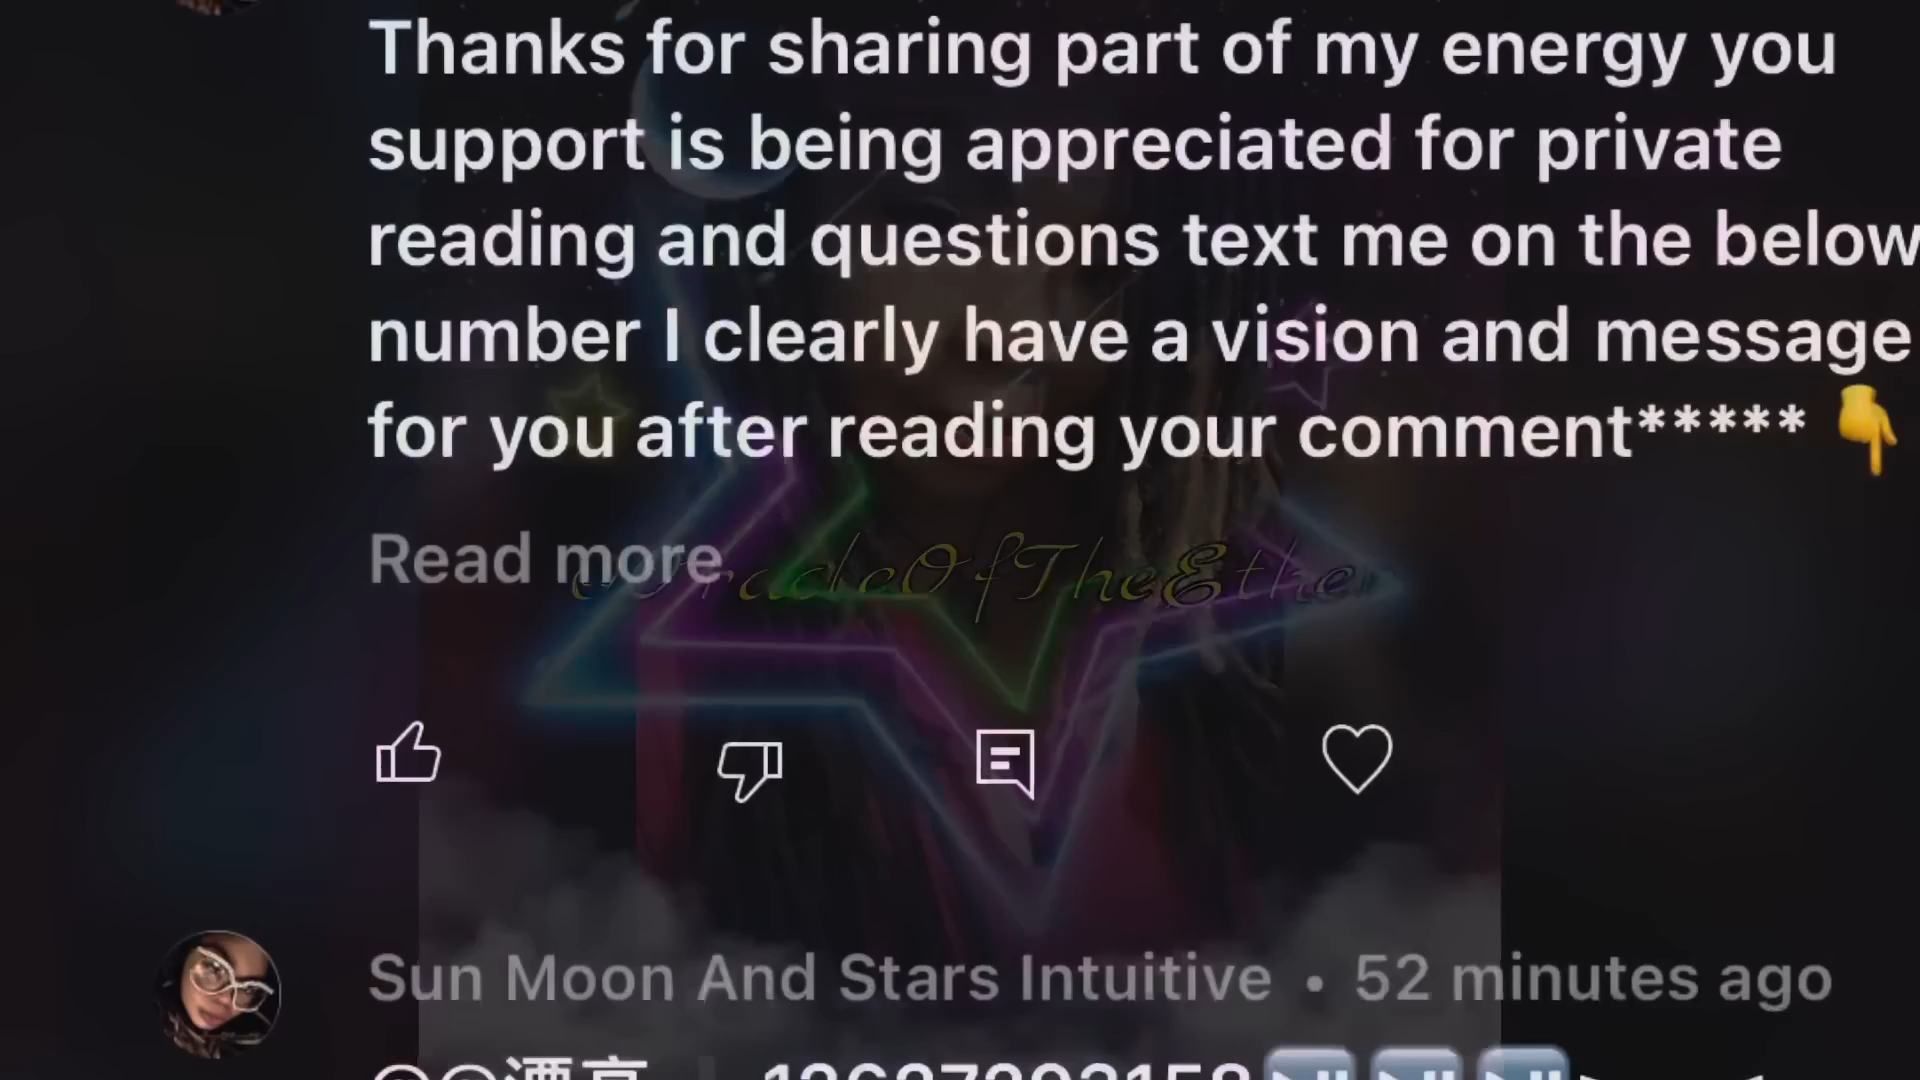 Thanks for sharing part of my energy you
support is being appreciated for private
reading and questions text me on the below
number I clearly have a vision and message
for you after reading your comment***** 👇
Read more
OracleOfTheEther
Sun Moon And Stars Intuitive • 52 minutes ago